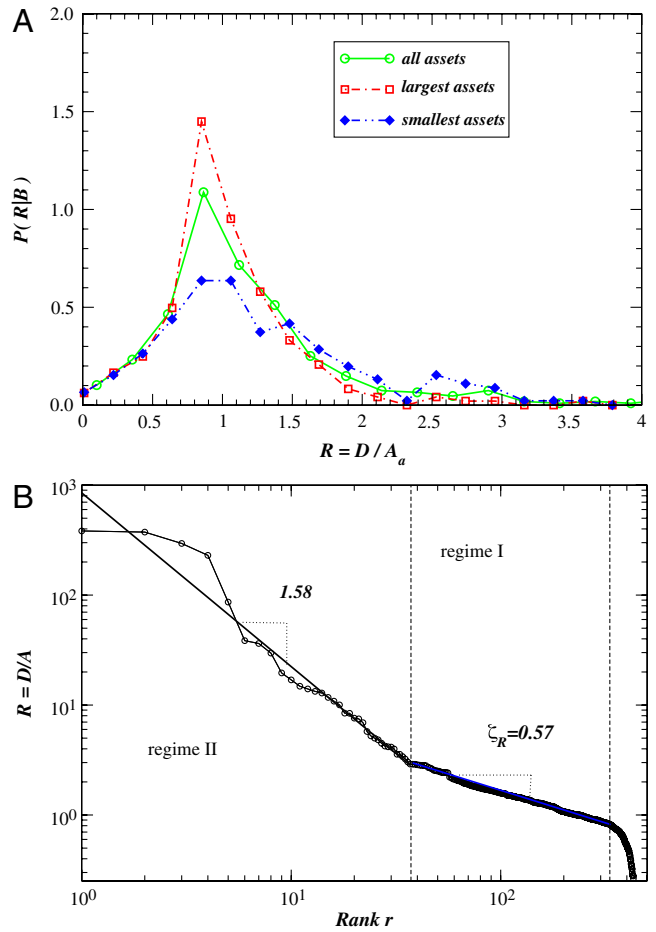 A
all assets
largest assets
smallest assets
2.0
1.5
1.0
0.5
0.0
P(R|B)
0 0.5 1 1.5 2 2.5 3 3.5 4
R = D / A_a
B
10^3
10^2
10^1
10^0
R = D/A
regime I
1.58
regime II
ζ_R=0.57
10^0 10^1 10^2
Rank r